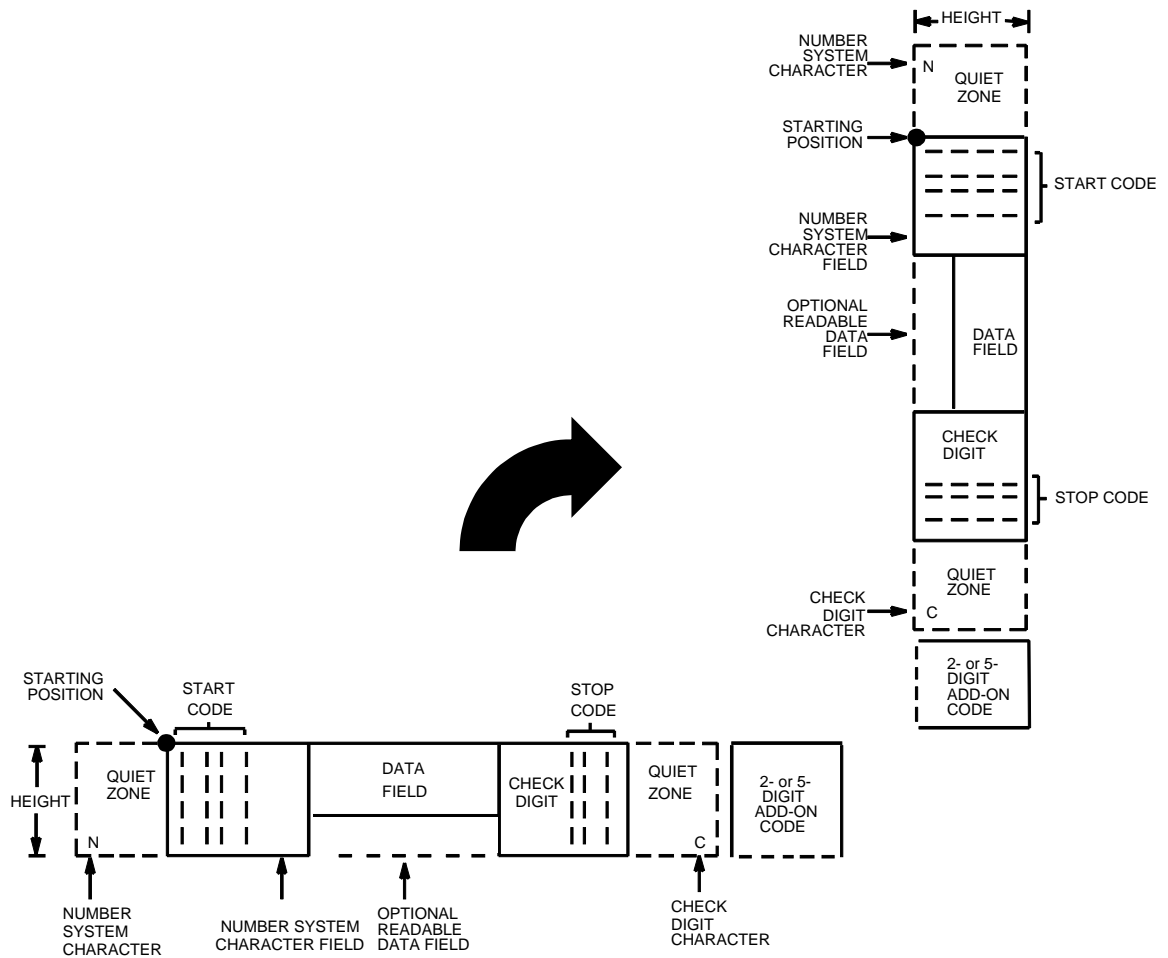 HEIGHT
NUMBER
SYSTEM
CHARACTER
N
QUIET
ZONE
STARTING
POSITION
START CODE
NUMBER
SYSTEM
CHARACTER
FIELD
OPTIONAL
READABLE
DATA
FIELD
DATA
FIELD
CHECK
DIGIT
STOP CODE
QUIET
ZONE
C
CHECK
DIGIT
CHARACTER
2- or 5-
DIGIT
ADD-ON
CODE
STARTING
POSITION
START
CODE
STOP
CODE
HEIGHT
QUIET
ZONE
N
DATA
FIELD
CHECK
DIGIT
QUIET
ZONE
C
2- or 5-
DIGIT
ADD-ON
CODE
NUMBER
SYSTEM
CHARACTER
NUMBER SYSTEM
CHARACTER FIELD
OPTIONAL
READABLE
DATA FIELD
CHECK
DIGIT
CHARACTER